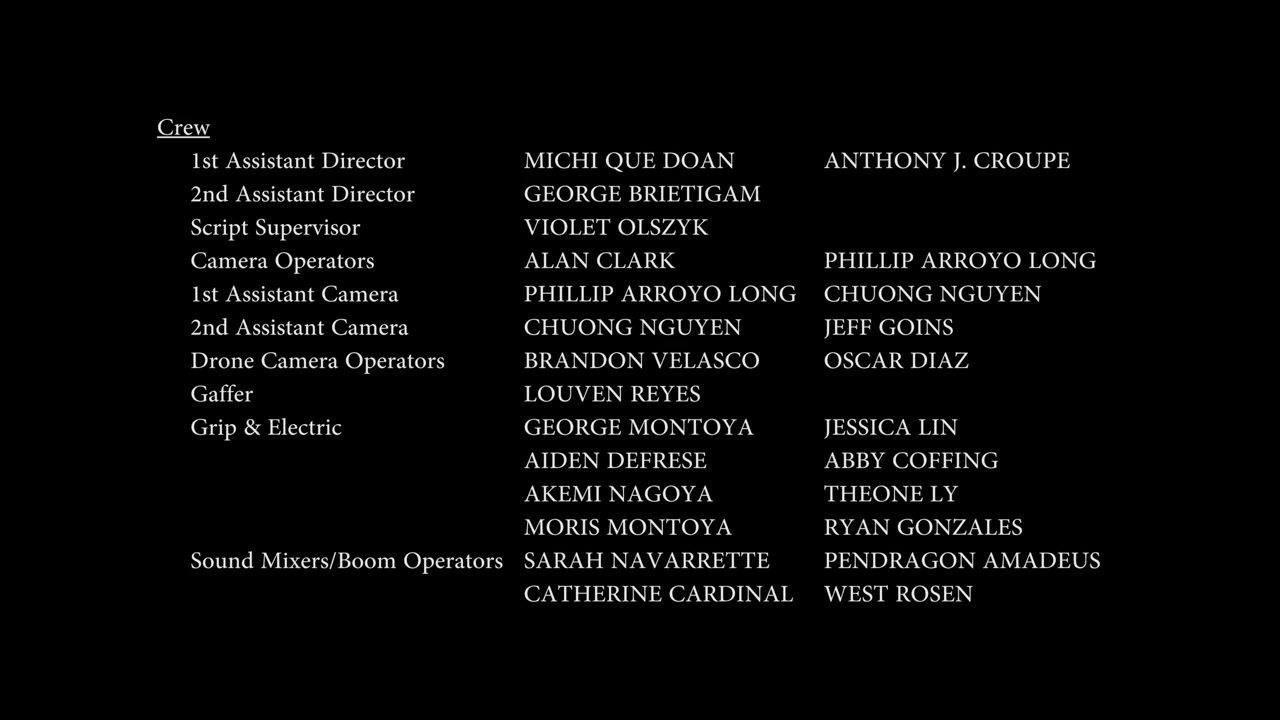 Crew
1st Assistant Director MICHI QUE DOAN ANTHONY J. CROUPE
2nd Assistant Director GEORGE BRIETIGAM
Script Supervisor VIOLET OLSZYK
Camera Operators ALAN CLARK PHILLIP ARROYO LONG
1st Assistant Camera PHILLIP ARROYO LONG CHUONG NGUYEN
2nd Assistant Camera CHUONG NGUYEN JEFF GOINS
Drone Camera Operators BRANDON VELASCO OSCAR DIAZ
Gaffer LOUVEN REYES
Grip & Electric GEORGE MONTOYA JESSICA LIN
AIDEN DEFRESE ABBY COFFING
AKEMI NAGOYA THEONE LY
MORIS MONTOYA RYAN GONZALES
Sound Mixers/Boom Operators SARAH NAVARRETTE PENDRAGON AMADEUS
CATHERINE CARDINAL WEST ROSEN